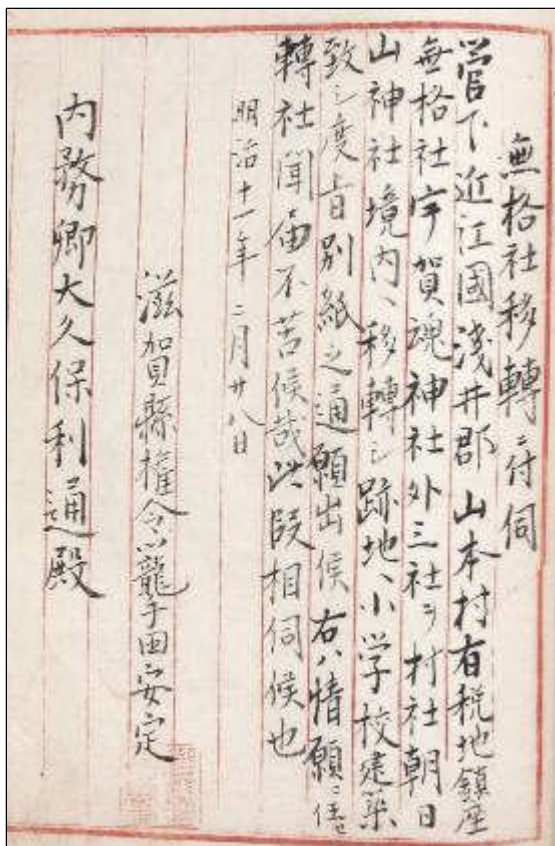 無格社移轉ニ付伺
管下近江國淺井郡山本村有税地鎮座
無格社宇賀魂神社外三社ヲ村社朝日
山神社境内ヘ移轉シ跡地ヘ小学校建築
致シ度旨別紙之通願出候右ハ情願ニ任セ
轉社聞届不苦候哉此段相伺候也
明治十一年二月廿八日
滋賀縣權令籠手田安定
内務卿大久保利通殿